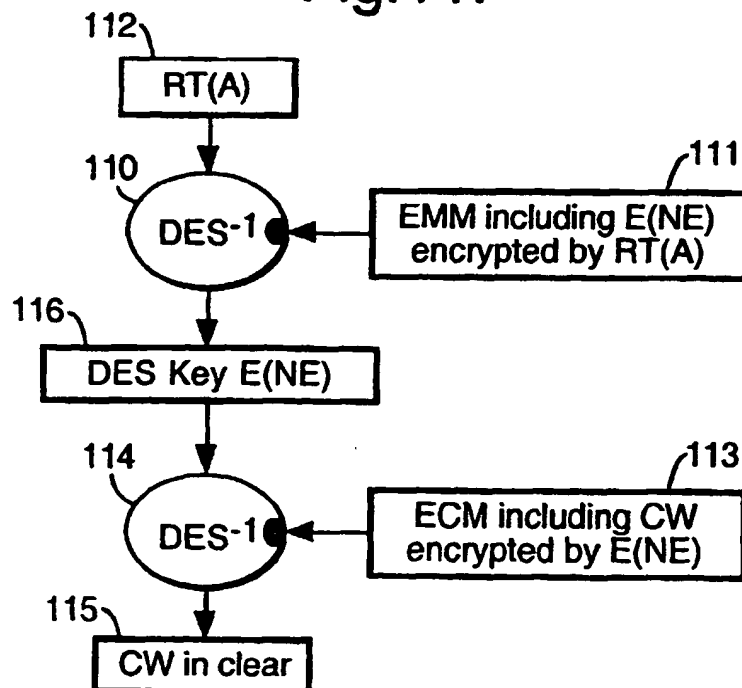 112
RT(A)
110
DES-1
111
EMM including E(NE)
encrypted by RT(A)
116
DES Key E(NE)
114
DES-1
113
ECM including CW
encrypted by E(NE)
115
CW in clear